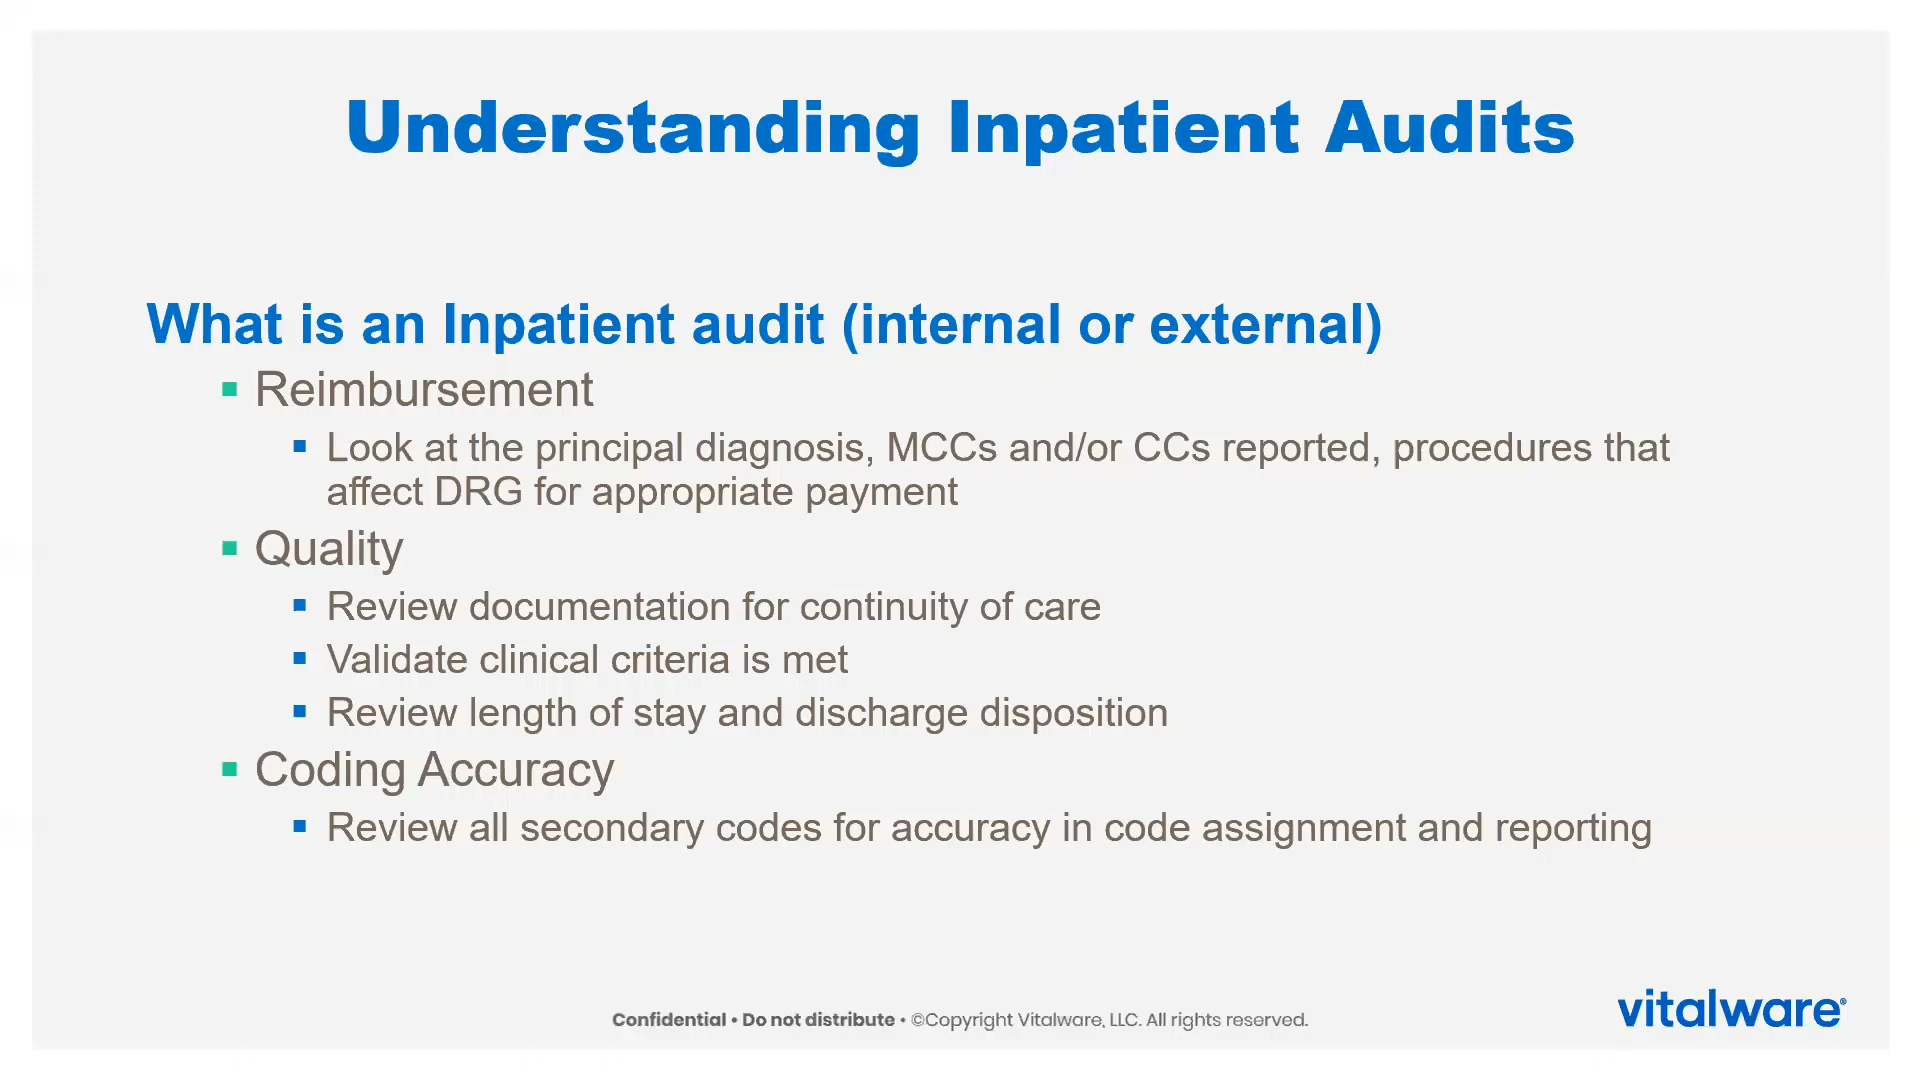 Understanding Inpatient Audits
What is an Inpatient audit (internal or external)
Reimbursement
Look at the principal diagnosis, MCCs and/or CCs reported, procedures that
affect DRG for appropriate payment
Quality
Review documentation for continuity of care
Validate clinical criteria is met
Review length of stay and discharge disposition
Coding Accuracy
Review all secondary codes for accuracy in code assignment and reporting
Confidential • Do not distribute • ©Copyright Vitalware, LLC. All rights reserved.
vitalware®